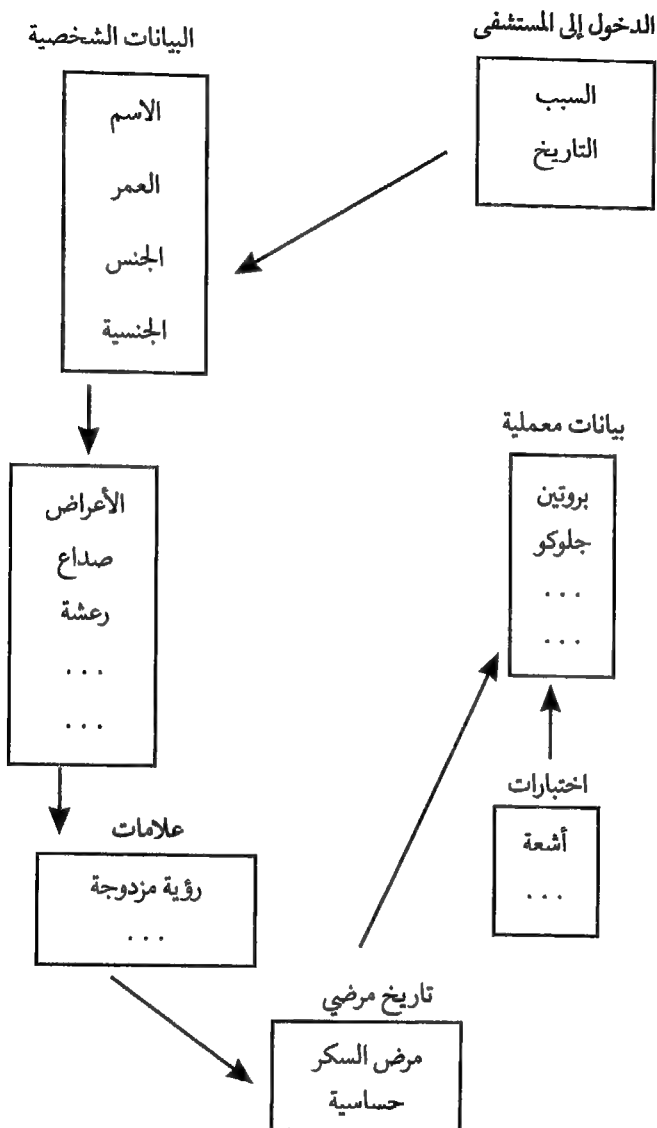 الدخول إلى المستشفى
السبب
التاريخ
البيانات الشخصية
الاسم
العمر
الجنس
الجنسية
الأعراض
صداع
رعشة
. . .
. . .
علامات
رؤية مزدوجة
. . .
تاريخ مرضي
مرض السكر
حساسية
بيانات معملية
بروتين
جلوكو
. . .
. . .
اختبارات
أشعة
. . .